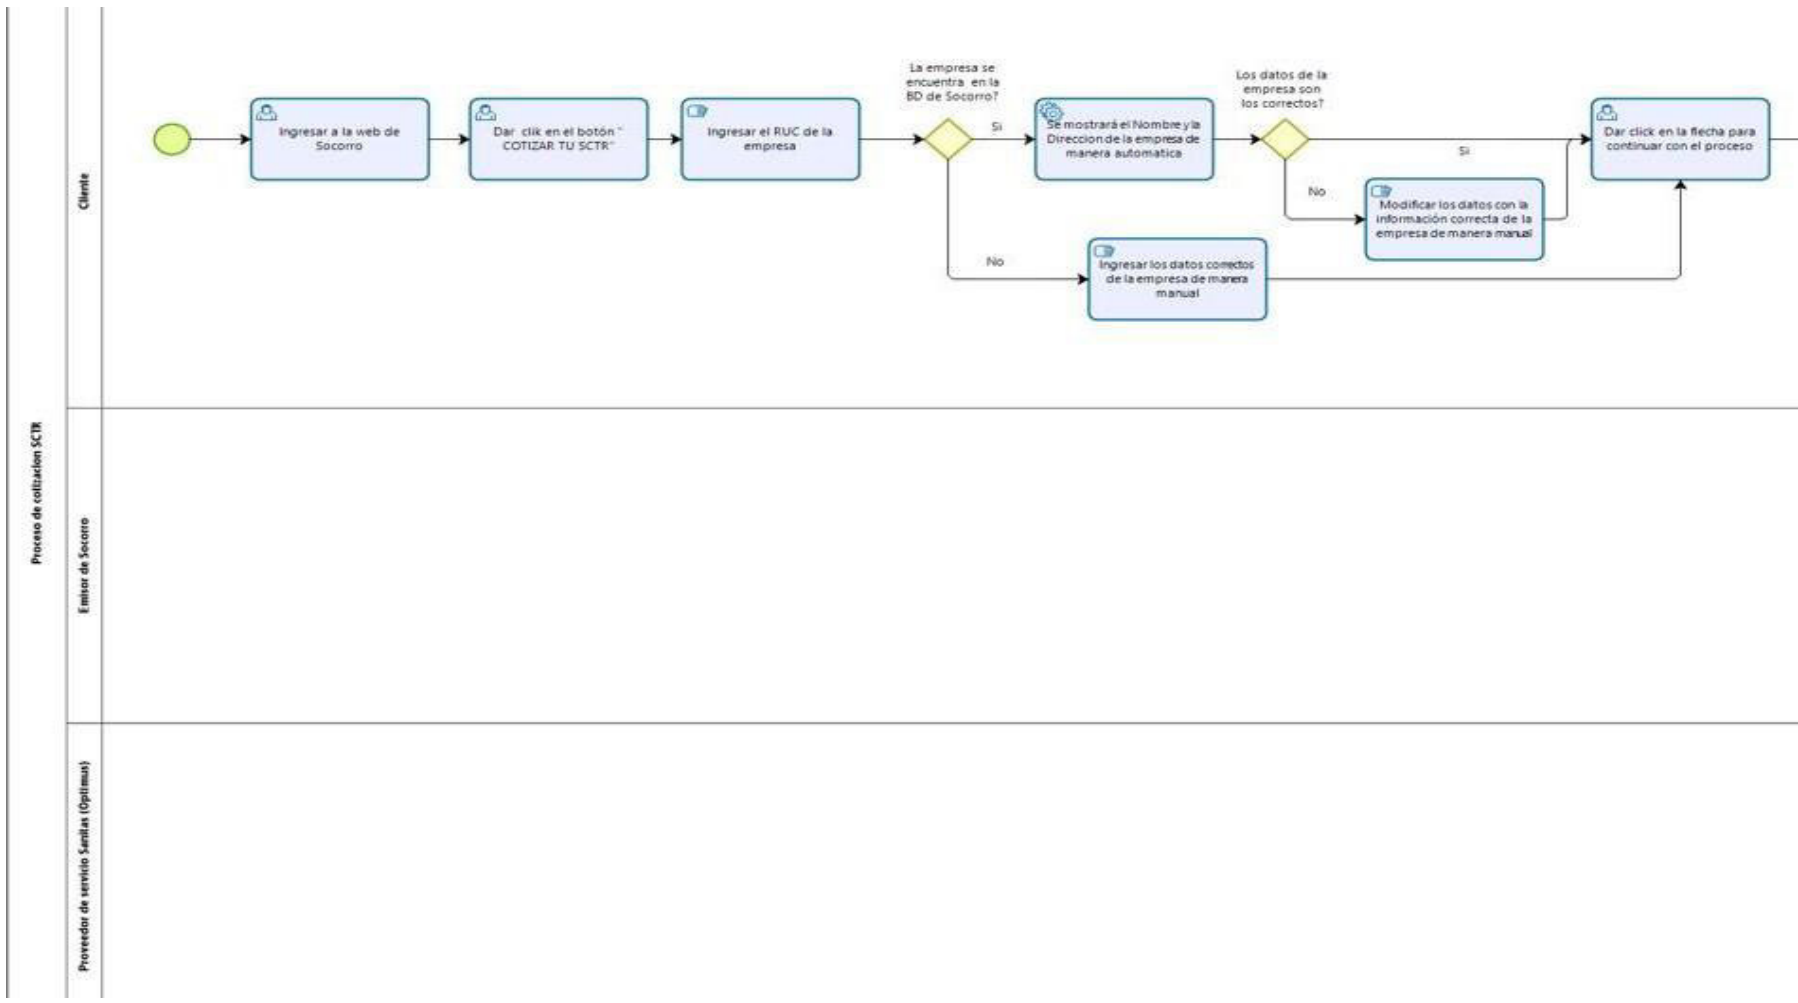 Proceso de cotizacion SCTR
Cliente
Ingresar a la web de
Socorro
Dar clik en el botón "
COTIZAR TU SCTR"
Ingresar el RUC de la
empresa
La empresa se
encuentra en la
BD de Socorro?
Si
No
Se mostrará el Nombre y la
Direccion de la empresa de
manera automatica
Los datos de la
empresa son
los correctos?
Si
No
Modificar los datos con la
información correcta de la
empresa de manera manual
Ingresar los datos correctos
de la empresa de manera
manual
Dar click en la flecha para
continuar con el proceso
Emisor de Socorro
Proveedor de servicio Sanitas (Optimus)